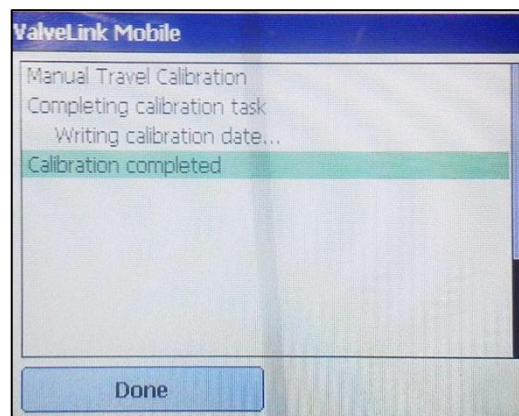 ValveLink Mobile
Manual Travel Calibration
Completing calibration task
Writing calibration date...
Calibration completed
Done